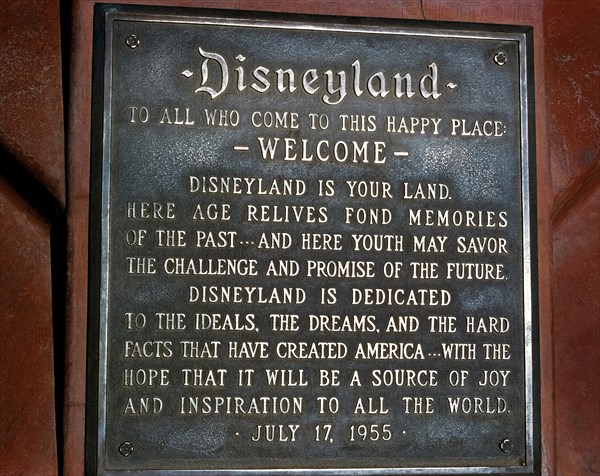 -Disneyland-
TO ALL WHO COME TO THIS HAPPY PLACE:
– WELCOME –
DISNEYLAND IS YOUR LAND.
HERE AGE RELIVES FOND MEMORIES
OF THE PAST...AND HERE YOUTH MAY SAVOR
THE CHALLENGE AND PROMISE OF THE FUTURE.
DISNEYLAND IS DEDICATED
TO THE IDEALS, THE DREAMS, AND THE HARD
FACTS THAT HAVE CREATED AMERICA...WITH THE
HOPE THAT IT WILL BE A SOURCE OF JOY
AND INSPIRATION TO ALL THE WORLD.
· JULY 17, 1955 ·